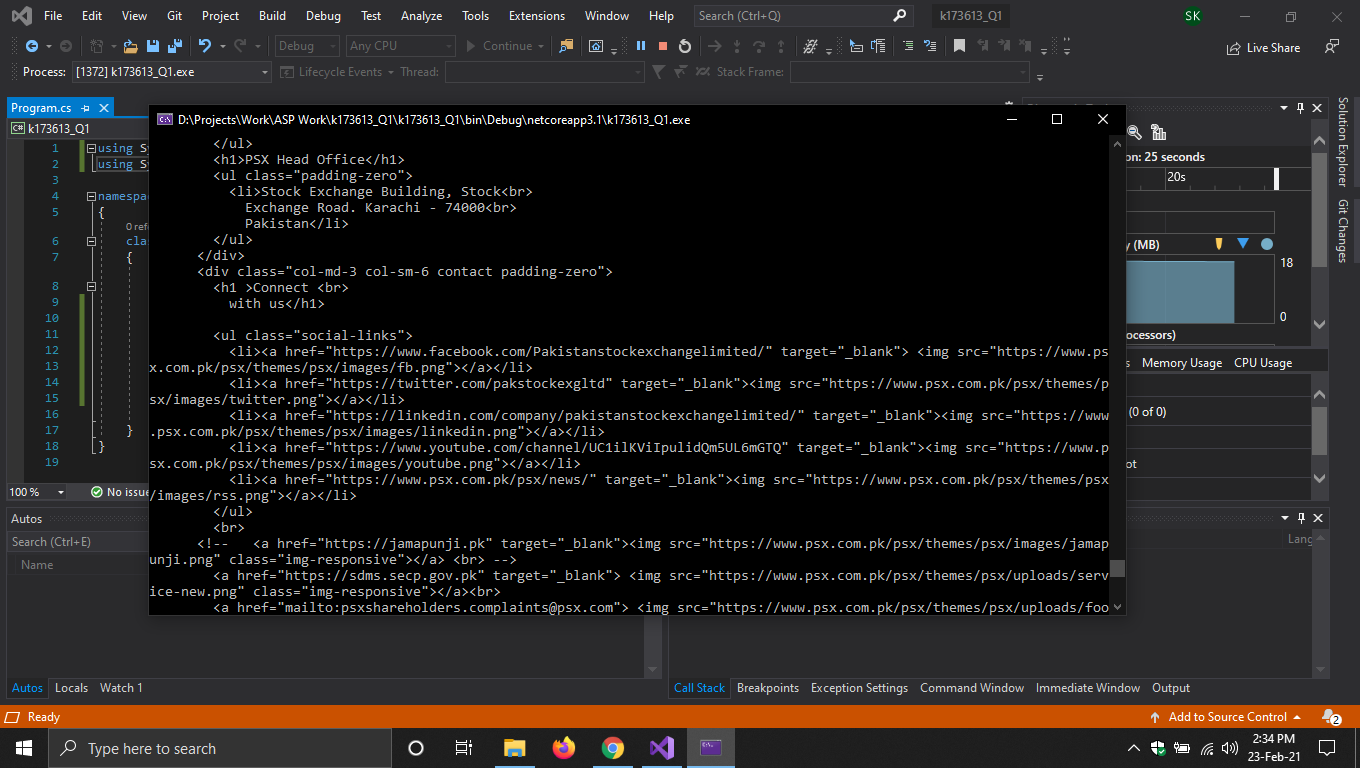 File Edit View Git Project Build Debug Test Analyze Tools Extensions Window Help Search (Ctrl+Q) k173613_Q1 SK
Debug Any CPU Continue Live Share
Process: [1372] k173613_Q1.exe Lifecycle Events Thread: Stack Frame:
Program.cs
k173613_Q1
D:\Projects\Work\ASP Work\k173613_Q1\k173613_Q1\bin\Debug\netcoreapp3.1\k173613_Q1.exe
1 using Sy
2 using Sy
3
4 namespac
5 {
0 refe
6 clas
7 {
8
9
10
11
12
13
14
15
16
17 }
18 }
19
100 % No issue
</ul>
<h1>PSX Head Office</h1>
<ul class="padding-zero">
<li>Stock Exchange Building, Stock<br>
Exchange Road. Karachi - 74000<br>
Pakistan</li>
</ul>
</div>
<div class="col-md-3 col-sm-6 contact padding-zero">
<h1 >Connect <br>
with us</h1>
<ul class="social-links">
<li><a href="https://www.facebook.com/Pakistanstockexchangelimited/" target="_blank"> <img src="https://www.ps
x.com.pk/psx/themes/psx/images/fb.png"></a></li>
<li><a href="https://twitter.com/pakstockexgltd" target="_blank"><img src="https://www.psx.com.pk/psx/themes/p
sx/images/twitter.png"></a></li>
<li><a href="https://linkedin.com/company/pakistanstockexchangelimited/" target="_blank"><img src="https://www
.psx.com.pk/psx/themes/psx/images/linkedin.png"></a></li>
<li><a href="https://www.youtube.com/channel/UC1ilKViIpulidQm5UL6mGTQ" target="_blank"><img src="https://www.p
sx.com.pk/psx/themes/psx/images/youtube.png"></a></li>
<li><a href="https://www.psx.com.pk/psx/news/" target="_blank"><img src="https://www.psx.com.pk/psx/themes/psx
/images/rss.png"></a></li>
</ul>
<br>
<!-- <a href="https://jamapunji.pk" target="_blank"><img src="https://www.psx.com.pk/psx/themes/psx/images/jamap
unji.png" class="img-responsive"></a> <br> -->
<a href="https://sdms.secp.gov.pk" target="_blank"> <img src="https://www.psx.com.pk/psx/themes/psx/uploads/serv
ice-new.png" class="img-responsive"></a><br>
<a href="mailto:psxshareholders.complaints@psx.com"> <img src="https://www.psx.com.pk/psx/themes/psx/uploads/foo
on: 25 seconds
20s
y (MB)
18
0
ocessors)
s Memory Usage CPU Usage
(0 of 0)
ot
Solution Explorer
Git Changes
Autos
Search (Ctrl+E)
Name
Lang
Autos Locals Watch 1
Call Stack Breakpoints Exception Settings Command Window Immediate Window Output
Ready Add to Source Control 2
Type here to search
2:34 PM
23-Feb-21